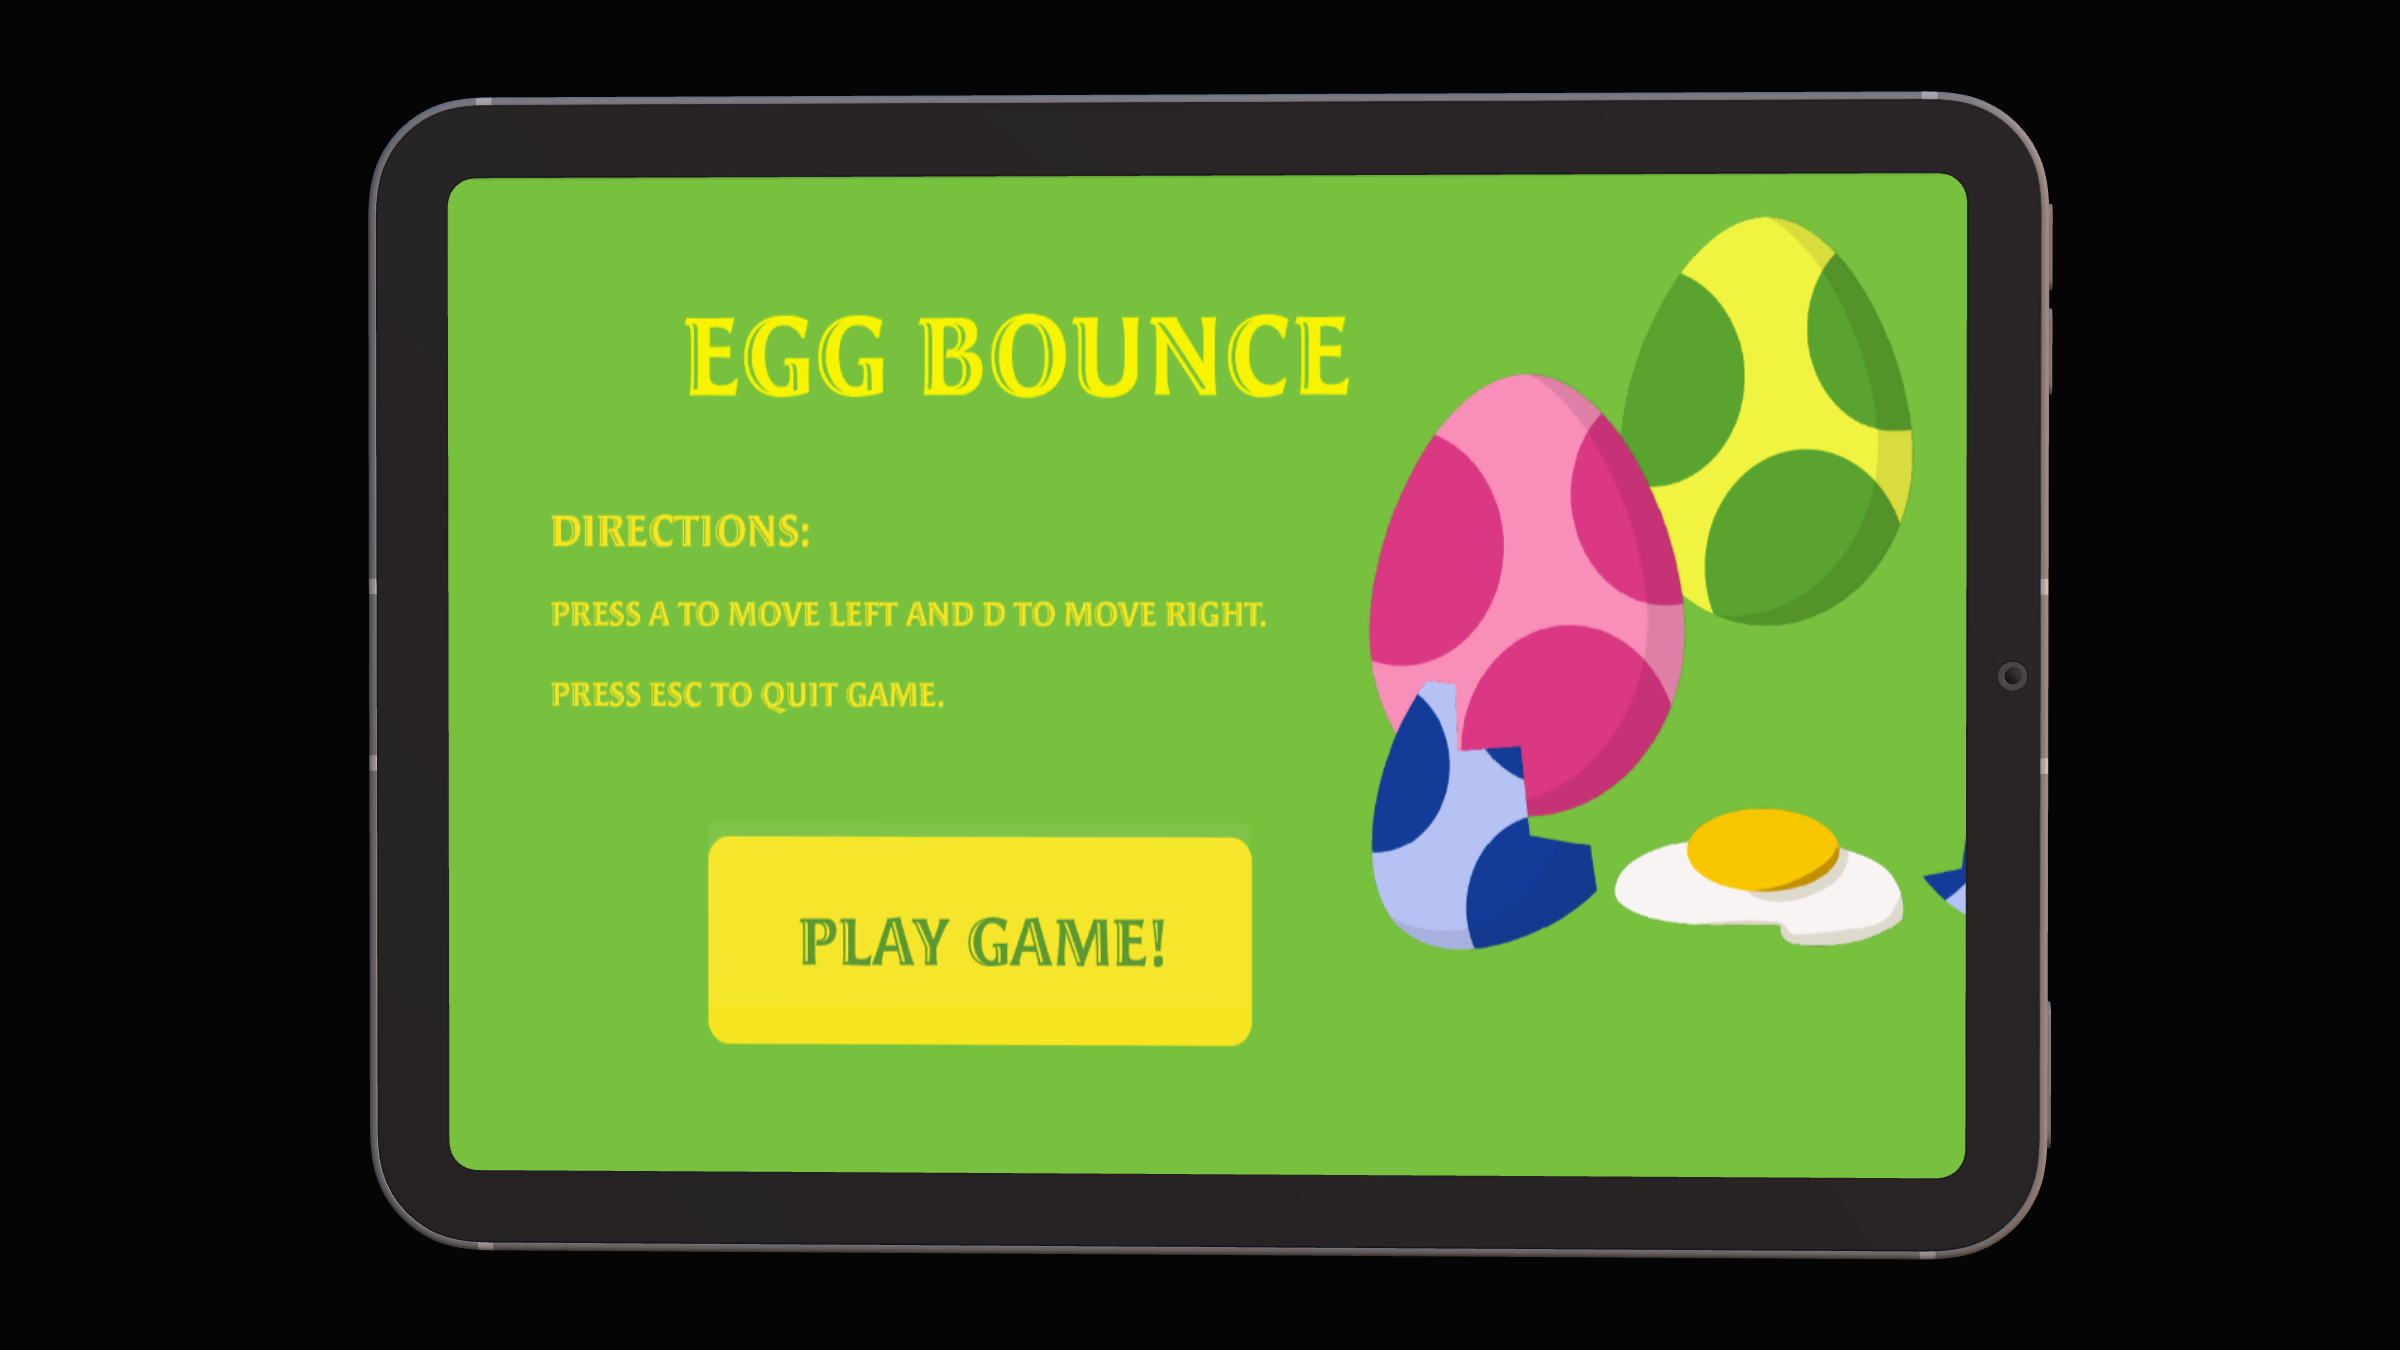 EGG BOUNCE
DIRECTIONS:
PRESS A TO MOVE LEFT AND D TO MOVE RIGHT.
PRESS ESC TO QUIT GAME.
PLAY GAME!